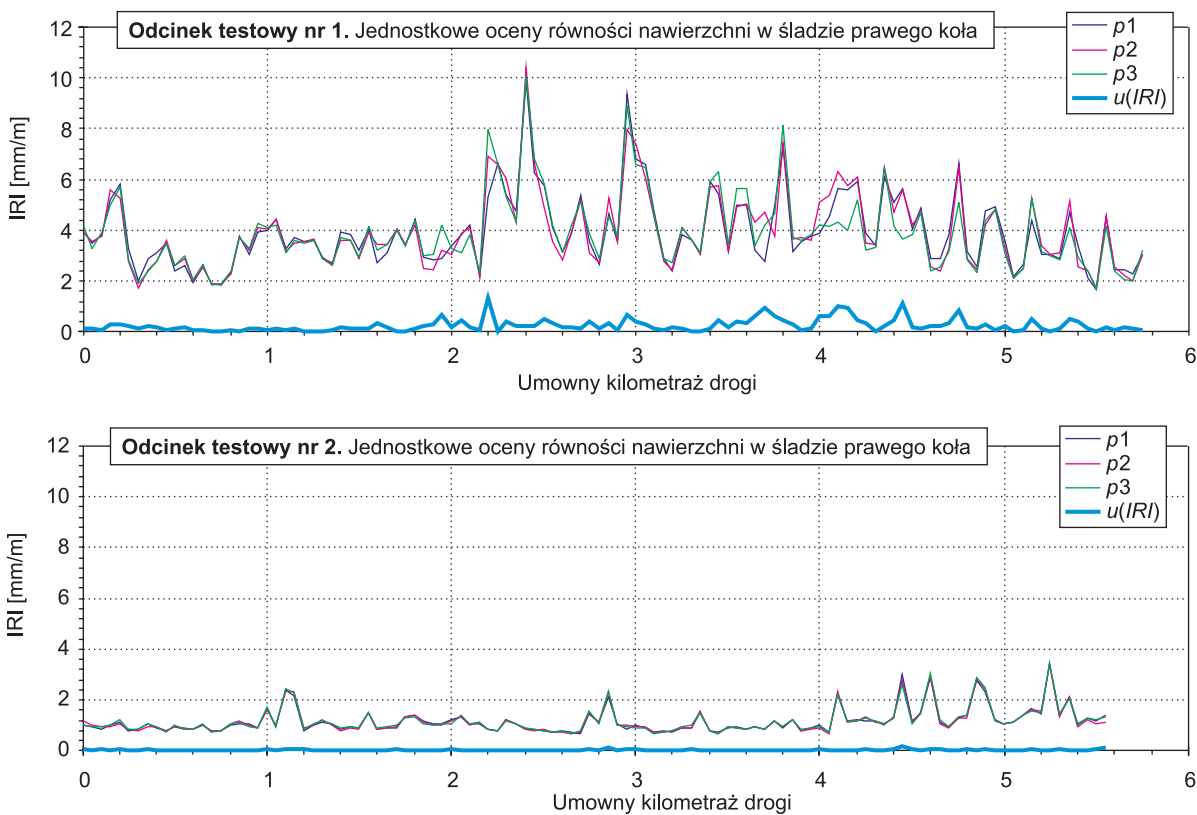 Odcinek testowy nr 1. Jednostkowe oceny równości nawierzchni w śladzie prawego koła
p1
p2
p3
u(IRI)
IRI [mm/m]
12
10
8
6
4
2
0
0 1 2 3 4 5 6
Umowny kilometraż drogi
Odcinek testowy nr 2. Jednostkowe oceny równości nawierzchni w śladzie prawego koła
p1
p2
p3
u(IRI)
IRI [mm/m]
12
10
8
6
4
2
0
0 1 2 3 4 5 6
Umowny kilometraż drogi